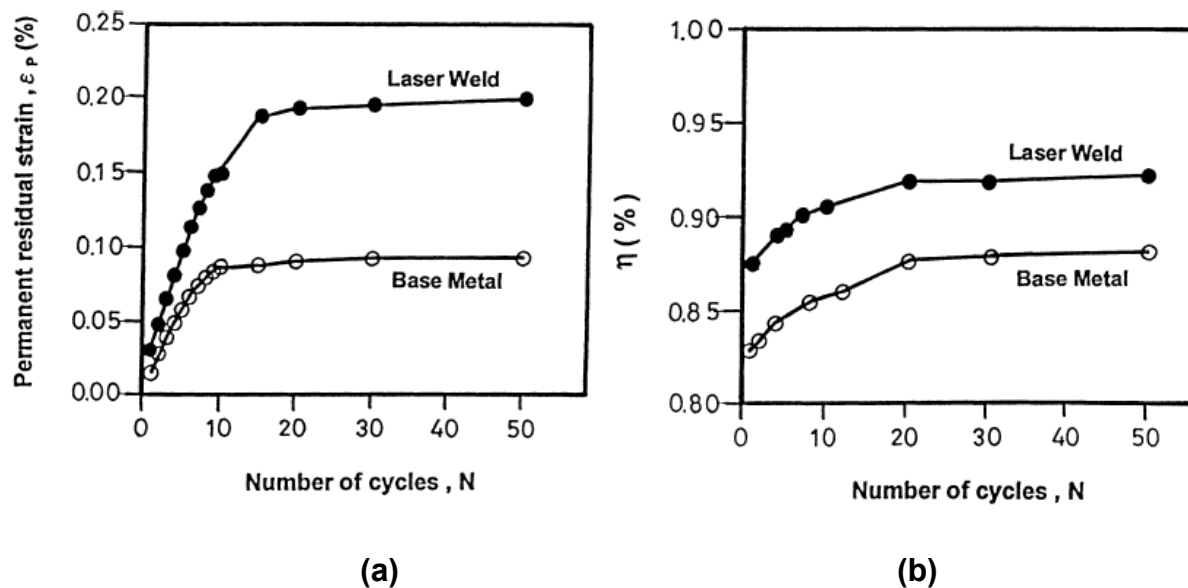 Permanent residual strain , ε P (%)
0.25
0.20
0.15
0.10
0.05
0.00
Laser Weld
Base Metal
0 10 20 30 40 50
Number of cycles , N
(a)
η ( % )
1.00
0.95
0.90
0.85
0.80
Laser Weld
Base Metal
0 10 20 30 40 50
Number of cycles , N
(b)